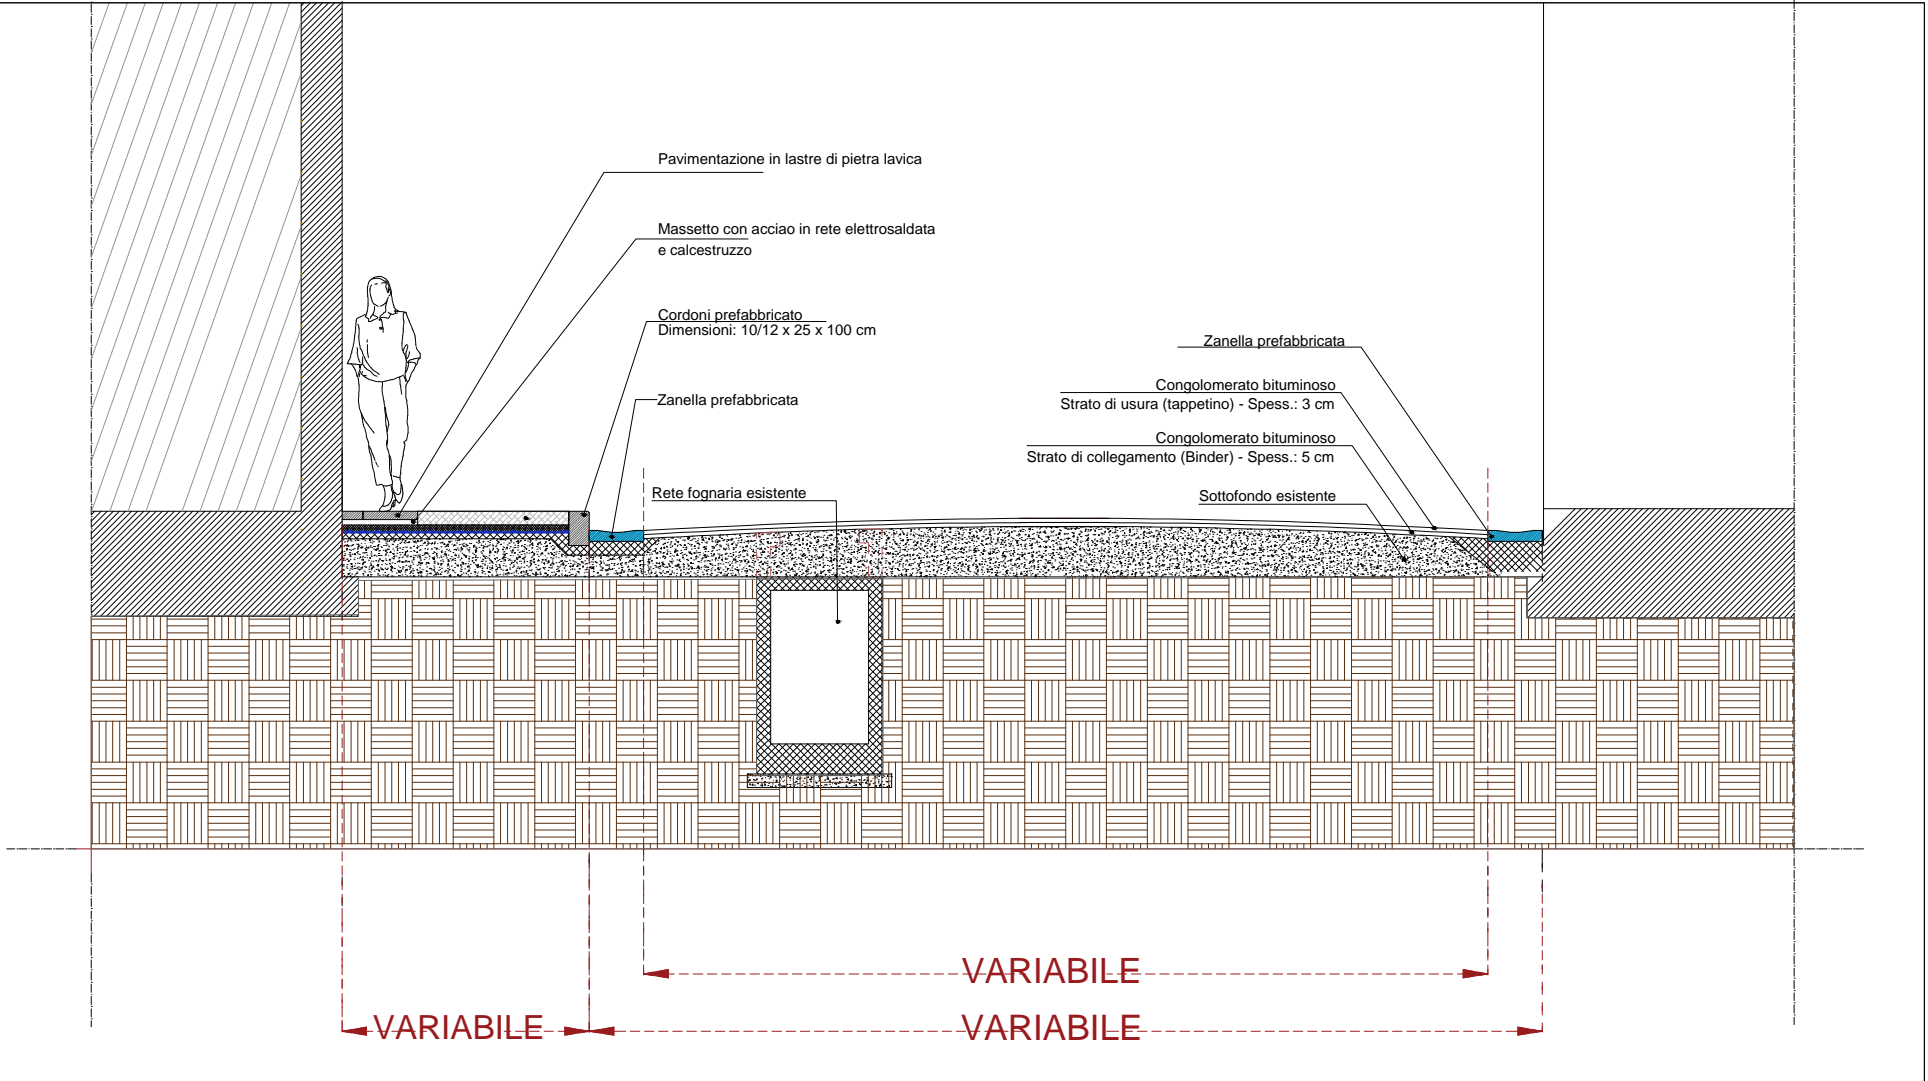 Pavimentazione in lastre di pietra lavica
Massetto con acciao in rete elettrosaldata
e calcestruzzo
Cordoni prefabbricato
Dimensioni: 10/12 x 25 x 100 cm
Zanella prefabbricata
Rete fognaria esistente
Zanella prefabbricata
Congolomerato bituminoso
Strato di usura (tappetino) - Spess.: 3 cm
Congolomerato bituminoso
Strato di collegamento (Binder) - Spess.: 5 cm
Sottofondo esistente
VARIABILE
VARIABILE
VARIABILE